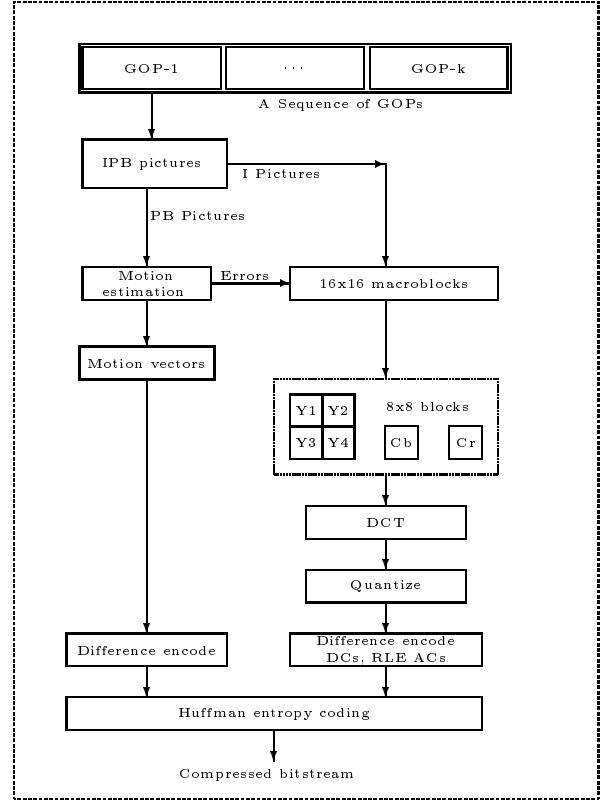 GOP-1
...
GOP-k
A Sequence of GOPs
IPB pictures
I Pictures
PB Pictures
Motion
estimation
Errors
16x16 macroblocks
Motion vectors
Y1 Y2
8x8 blocks
Y3 Y4
Cb
Cr
DCT
Quantize
Difference encode
Difference encode
DCs, RLE ACs
Huffman entropy coding
Compressed bitstream